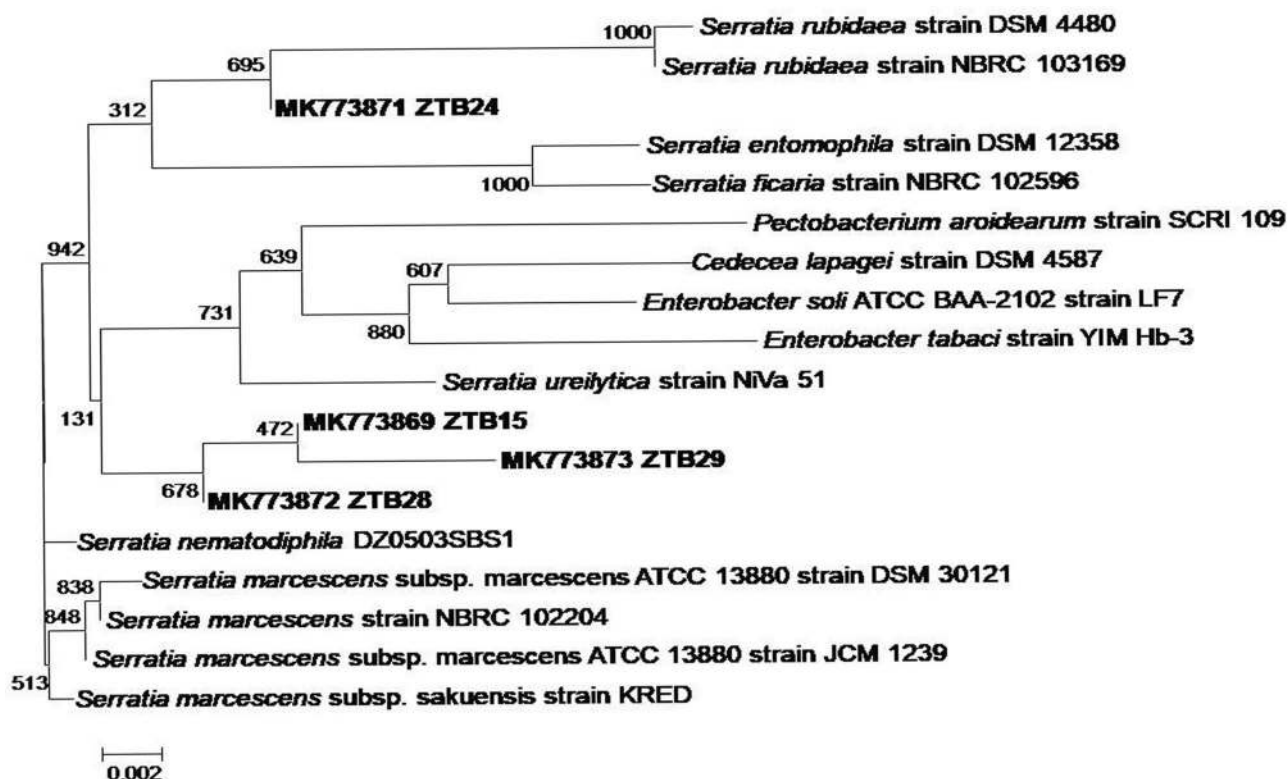 1000
Serratia rubidaea strain DSM 4480
695
Serratia rubidaea strain NBRC 103169
MK773871 ZTB24
312
Serratia entomophila strain DSM 12358
1000
Serratia ficaria strain NBRC 102596
Pectobacterium aroidearum strain SCRI 109
942
639
Cedecea lapagei strain DSM 4587
607
Enterobacter soli ATCC BAA-2102 strain LF7
731
880
Enterobacter tabaci strain YIM Hb-3
Serratia ureilytica strain NiVa 51
131
MK773869 ZTB15
472
MK773873 ZTB29
678
MK773872 ZTB28
Serratia nematodiphila DZ0503SBS1
838
Serratia marcescens subsp. marcescens ATCC 13880 strain DSM 30121
848
Serratia marcescens strain NBRC 102204
Serratia marcescens subsp. marcescens ATCC 13880 strain JCM 1239
513
Serratia marcescens subsp. sakuensis strain KRED
0.002